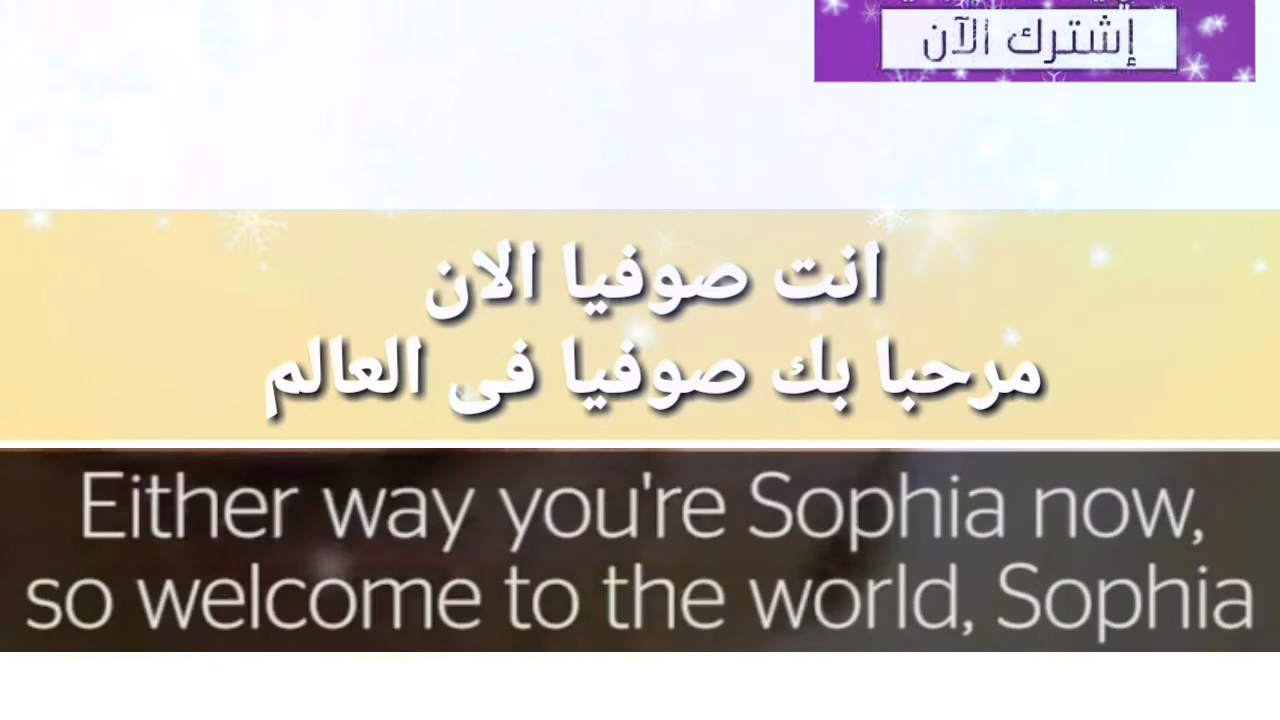 إشترك الآن
انت صوفيا الان
مرحبا بك صوفيا فى العالم
Either way you're Sophia now,
so welcome to the world, Sophia